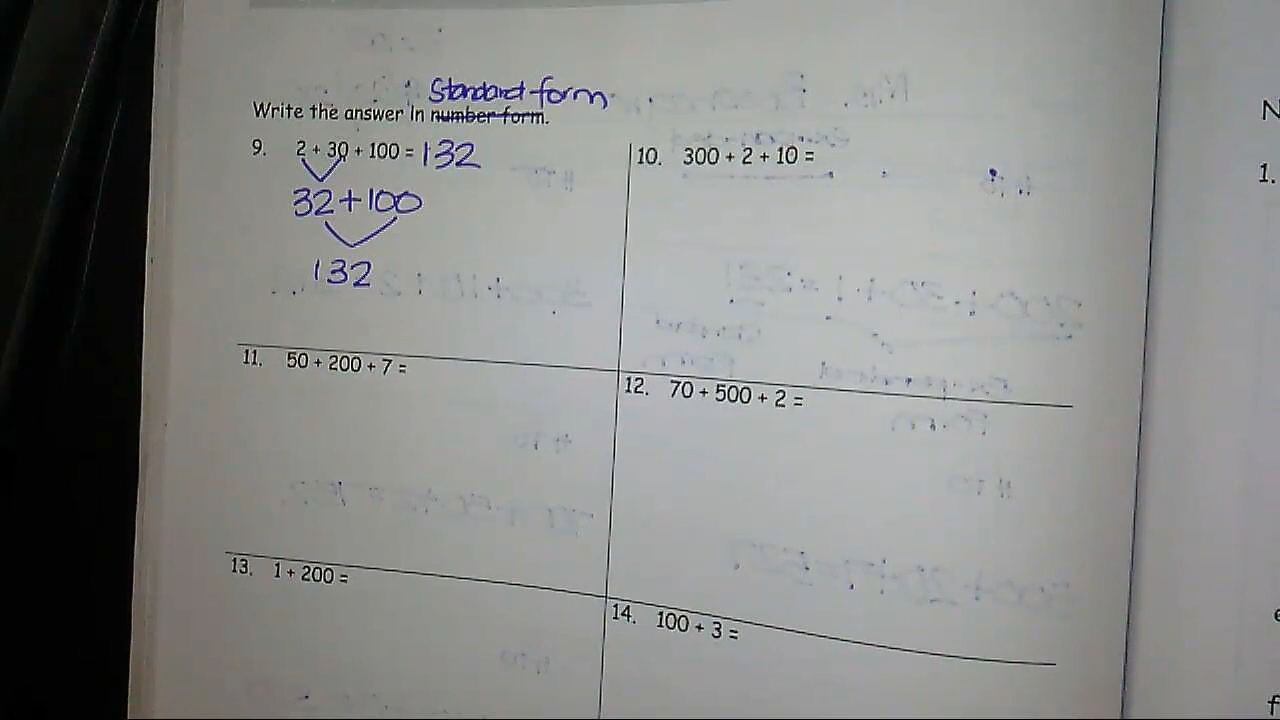 Standard form
Write the answer in number form.
9. 2 + 30 + 100 = 132
32+100
132
10. 300 + 2 + 10 =
11. 50 + 200 + 7 =
12. 70 + 500 + 2 =
13. 1 + 200 =
14. 100 + 3 =
N
1.